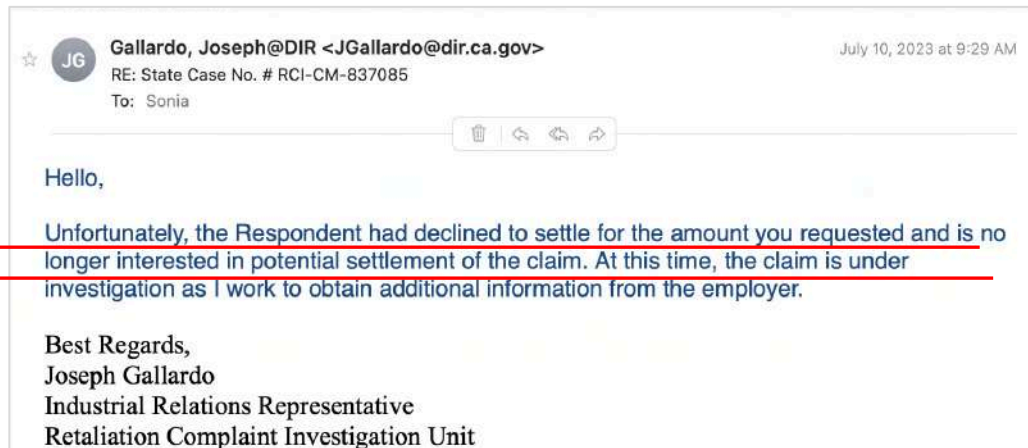 JG
Gallardo, Joseph@DIR <JGallardo@dir.ca.gov>
July 10, 2023 at 9:29 AM
RE: State Case No. # RCI-CM-837085
To: Sonia
Hello,
Unfortunately, the Respondent had declined to settle for the amount you requested and is no
longer interested in potential settlement of the claim. At this time, the claim is under
investigation as I work to obtain additional information from the employer.
Best Regards,
Joseph Gallardo
Industrial Relations Representative
Retaliation Complaint Investigation Unit